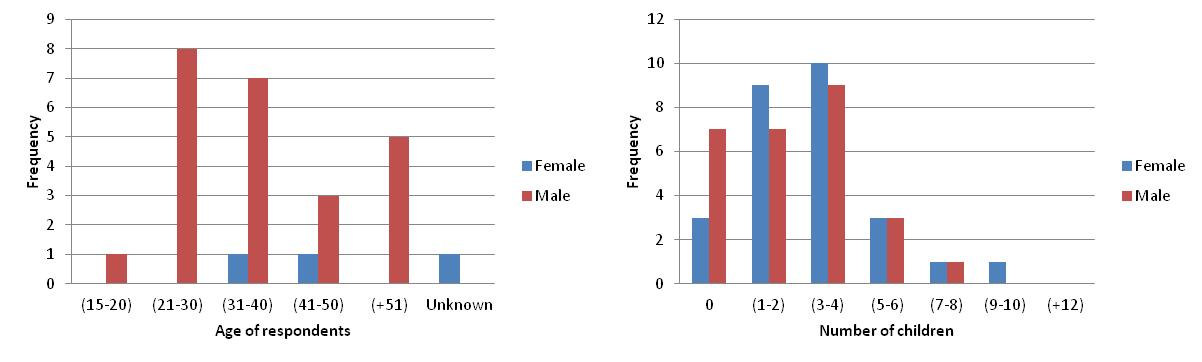 9
8
7
6
5
4
3
2
1
0
Frequency
(15-20) (21-30) (31-40) (41-50) (+51) Unknown
Age of respondents
Female
Male
12
10
8
6
4
2
0
Frequency
0 (1-2) (3-4) (5-6) (7-8) (9-10) (+12)
Number of children
Female
Male